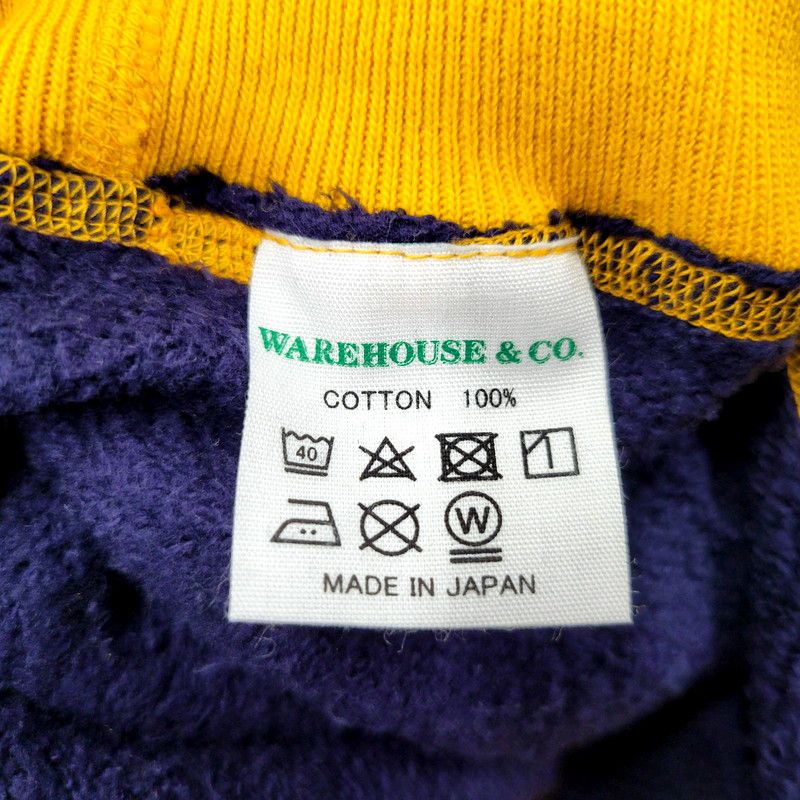 WAREHOUSE & CO.
COTTON 100%
40
W
MADE IN JAPAN